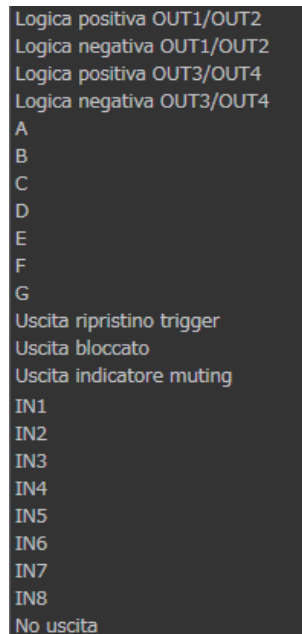 Logica positiva OUT1/OUT2
Logica negativa OUT1/OUT2
Logica positiva OUT3/OUT4
Logica negativa OUT3/OUT4
A
B
C
D
E
F
G
Uscita ripristino trigger
Uscita bloccato
Uscita indicatore muting
IN1
IN2
IN3
IN4
IN5
IN6
IN7
IN8
No uscita